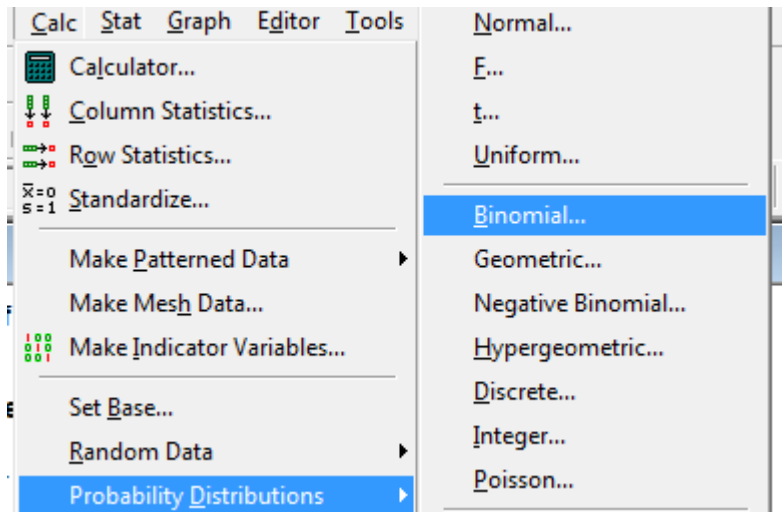 Calc Stat Graph Editor Tools
Calculator...
Column Statistics...
Row Statistics...
x̄=0
s=1 Standardize...
Make Patterned Data
Make Mesh Data...
Make Indicator Variables...
Set Base...
Random Data
Probability Distributions
Normal...
F...
t...
Uniform...
Binomial...
Geometric...
Negative Binomial...
Hypergeometric...
Discrete...
Integer...
Poisson...